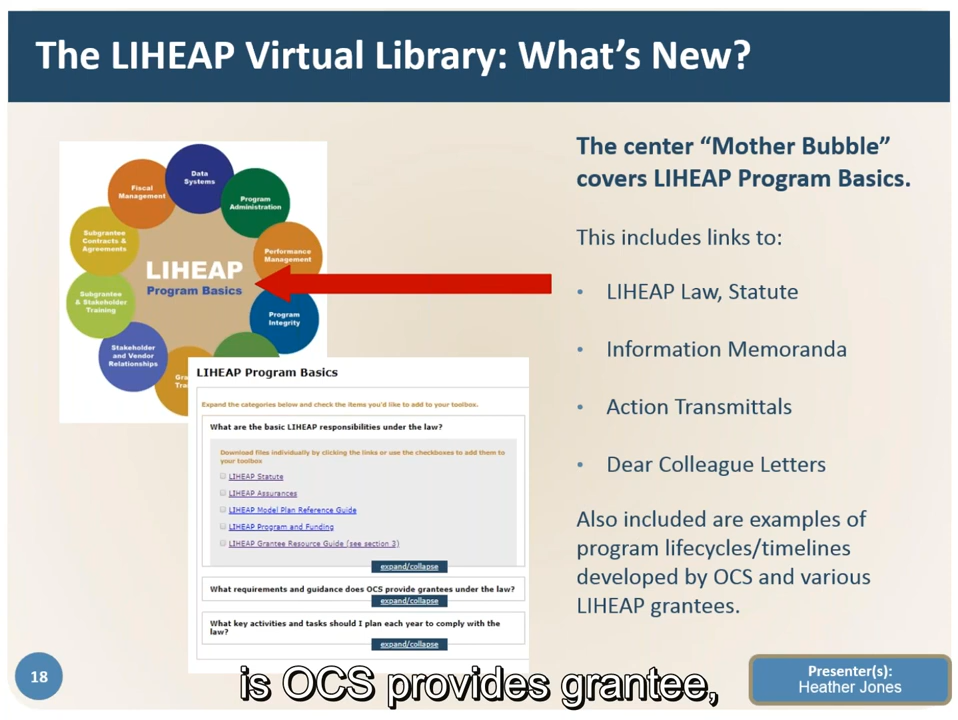 The LIHEAP Virtual Library: What's New?
Data
Systems
Fiscal
Management
Program
Administration
Subgrantee
Contracts &
Agreements
Performance
Management
LIHEAP
Program Basics
Subgrantee
& Stakeholder
Training
Program
Integrity
Stakeholder
and Vendor
Relationships
The center “Mother Bubble”
covers LIHEAP Program Basics.
This includes links to:
• LIHEAP Law, Statute
• Information Memoranda
• Action Transmittals
• Dear Colleague Letters
Also included are examples of
program lifecycles/timelines
developed by OCS and various
LIHEAP grantees.
LIHEAP Program Basics
Expand the categories below and check the items you'd like to add to your toolbox.
What are the basic LIHEAP responsibilities under the law?
Download files individually by clicking the links or use the checkboxes to add them to
your toolbox
LIHEAP Statute
LIHEAP Assurances
LIHEAP Model Plan Reference Guide
LIHEAP Program and Funding
LIHEAP Grantee Resource Guide (see section 3)
expand/collapse
What requirements and guidance does OCS provide grantees under the law?
expand/collapse
What key activities and tasks should I plan each year to comply with the
law?
expand/collapse
18
is OCS provides grantee,
Presenter(s):
Heather Jones